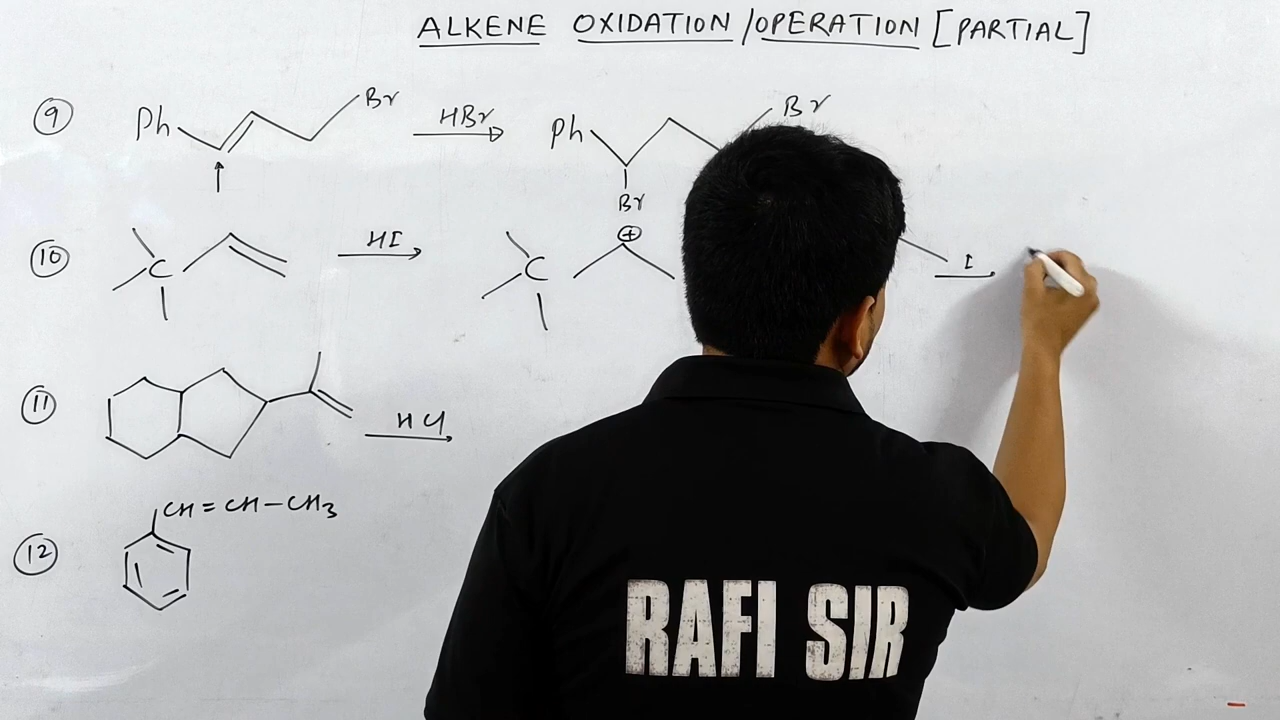 ALKENE OXIDATION/OPERATION [PARTIAL]
9 Ph Br HBr Ph Br
Br
10 C HI C ⊕ I
11 HCl
12 CH=CH-CH3
RAFI SIR